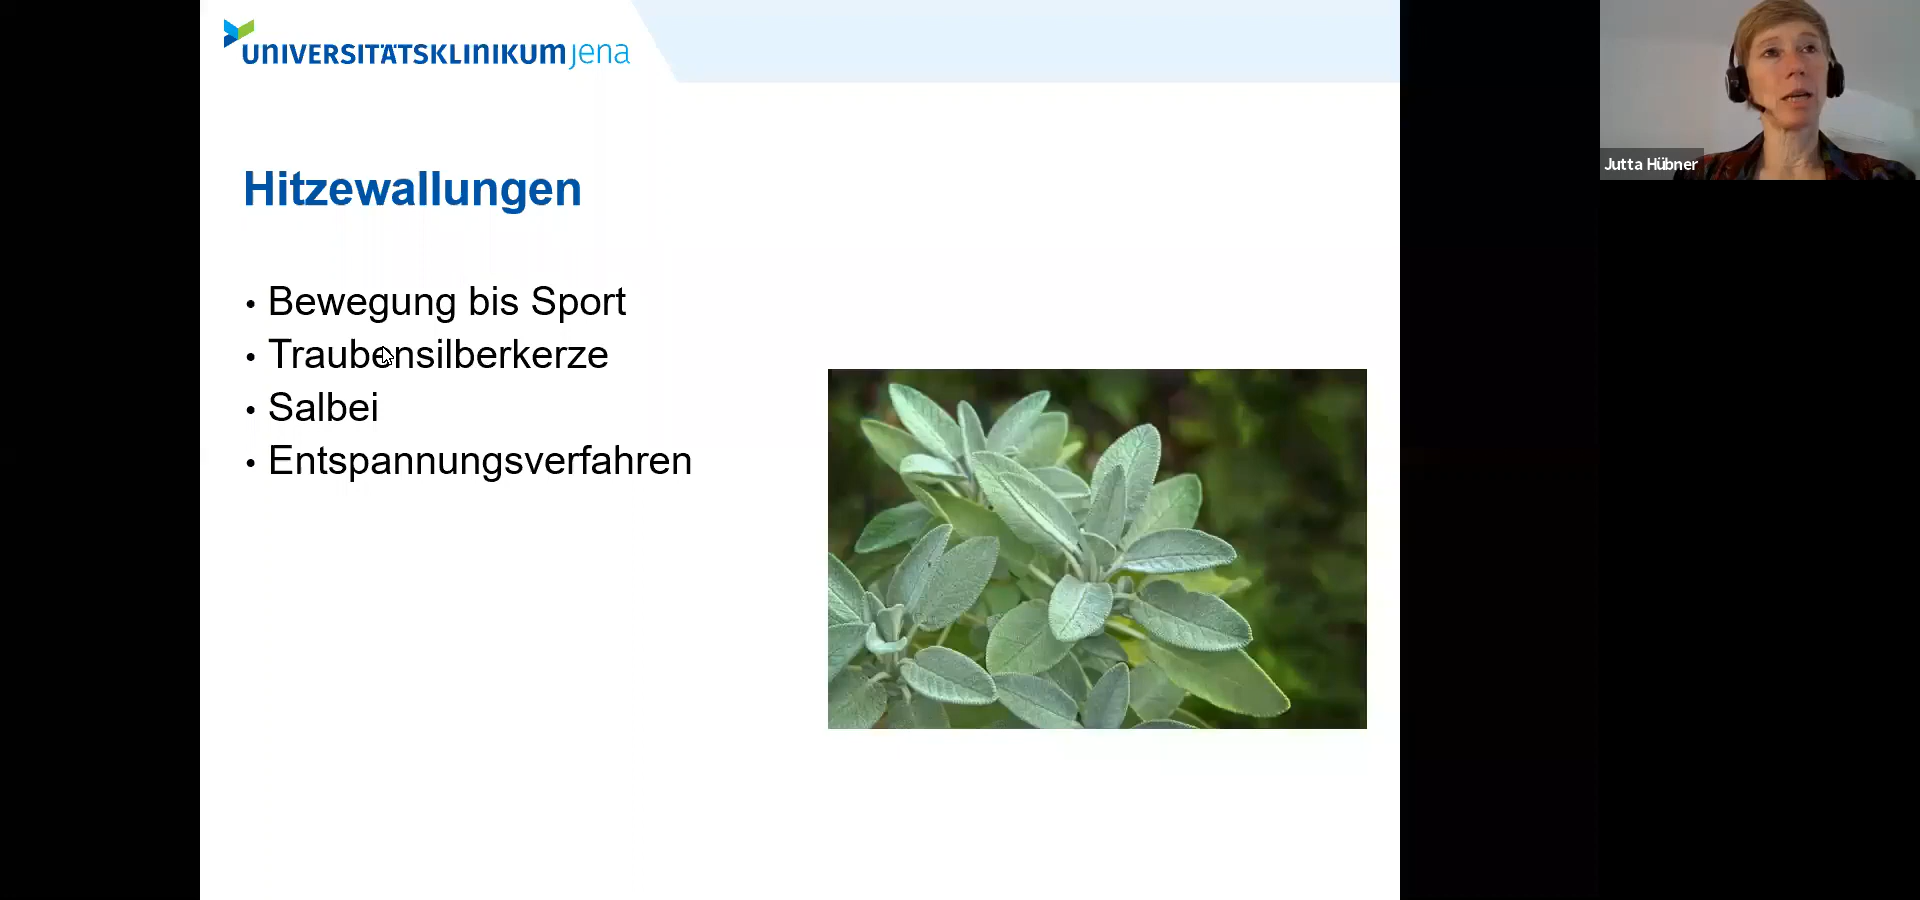 UNIVERSITÄTSKLINIKUM jena
Hitzewallungen
• Bewegung bis Sport
• Traubensilberkerze
• Salbei
• Entspannungsverfahren
Jutta Hübner